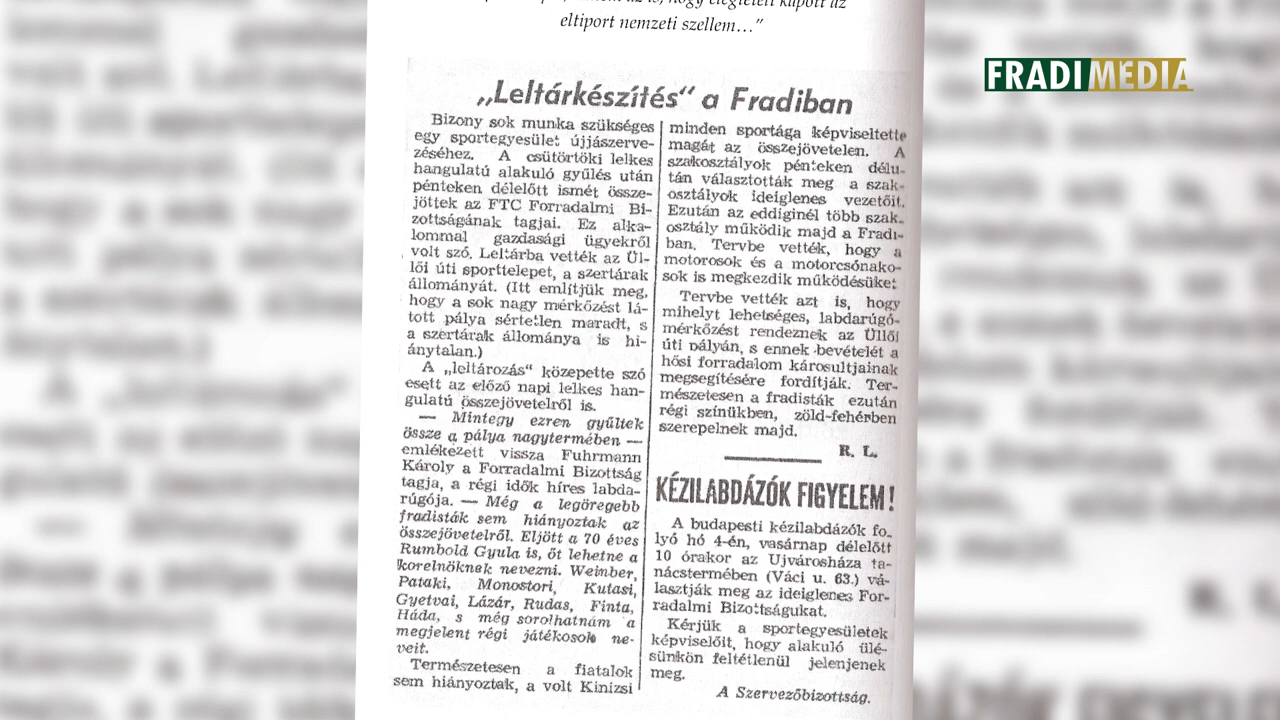 az is, hogy elégtételt kapott az
eltiport nemzeti szellem…”
FRADIMÉDIA
„Leltárkészítés“ a Fradiban
Bizony sok munka szükséges
egy sportegyesület újjászerve-
zéséhez. A csütörtöki lelkes
hangulatú alakuló gyűlés után
pénteken délelőtt ismét össze-
jöttek az FTC Forradalmi Bi-
zottságának tagjai. Ez alka-
lommal gazdasági ügyekről
volt szó. Leltárba vették az Ül-
lői úti sporttelepet, a szertárak
állományát. (Itt említjük meg,
hogy a sok nagy mérkőzést lá-
tott pálya sértetlen maradt, s
a szertárak állománya is hi-
ánytalan.)
A „leltározás“ közepette szó
esett az előző napi lelkes han-
gulatú összejövetelről is.
— Mintegy ezren gyűltek
össze a pálya nagytermében —
emlékezett vissza Fuhrmann
Károly a Forradalmi Bizottság
tagja, a régi idők híres labda-
rúgója. — Még a legöregebb
fradisták sem hiányoztak az
összejövetelről. Eljött a 70 éves
Rumbold Gyula is, őt lehetne a
korelnöknek nevezni. Weinber,
Pataki, Monostori, Kutasi,
Gyetvai, Lázár, Rudas, Finta,
Háda, s még sorolhatnám a
megjelent régi játékosok ne-
veit.
Természetesen a fiatalok
sem hiányoztak, a volt Kinizsi
minden sportága képviseltette
magát az összejövetelen. A
szakosztályok pénteken délu-
tán választották meg a szak-
osztályok ideiglenes vezetőit.
Ezután az eddiginél több szak-
osztály működik majd a Fradi-
ban. Tervbe vették, hogy a
motorosok és a motorcsónako-
sok is megkezdik működésüket
Tervbe vették azt is, hogy
mihelyt lehetséges, labdarúgó-
mérkőzést rendeznek az Üllői
úti pályán, s ennek bevételét a
hősi forradalom károsultjainak
megsegítésére fordítják. Ter-
mészetesen a fradisták ezután
régi színükben, zöld-fehérben
szerepelnek majd.
R. L.
KÉZILABDÁZÓK FIGYELEM!
A budapesti kézilabdázók fo-
lyó hó 4-én, vasárnap délelőtt
10 órakor az Ujvárosháza ta-
nácstermében (Váci u. 63.) vá-
lasztják meg az ideiglenes For-
radalmi Bizottságukat.
Kérjük a sportegyesületek
képviselőit, hogy alakuló ülé-
sünkön feltétlenül jelenjenek
meg.
A Szervezőbizottság.